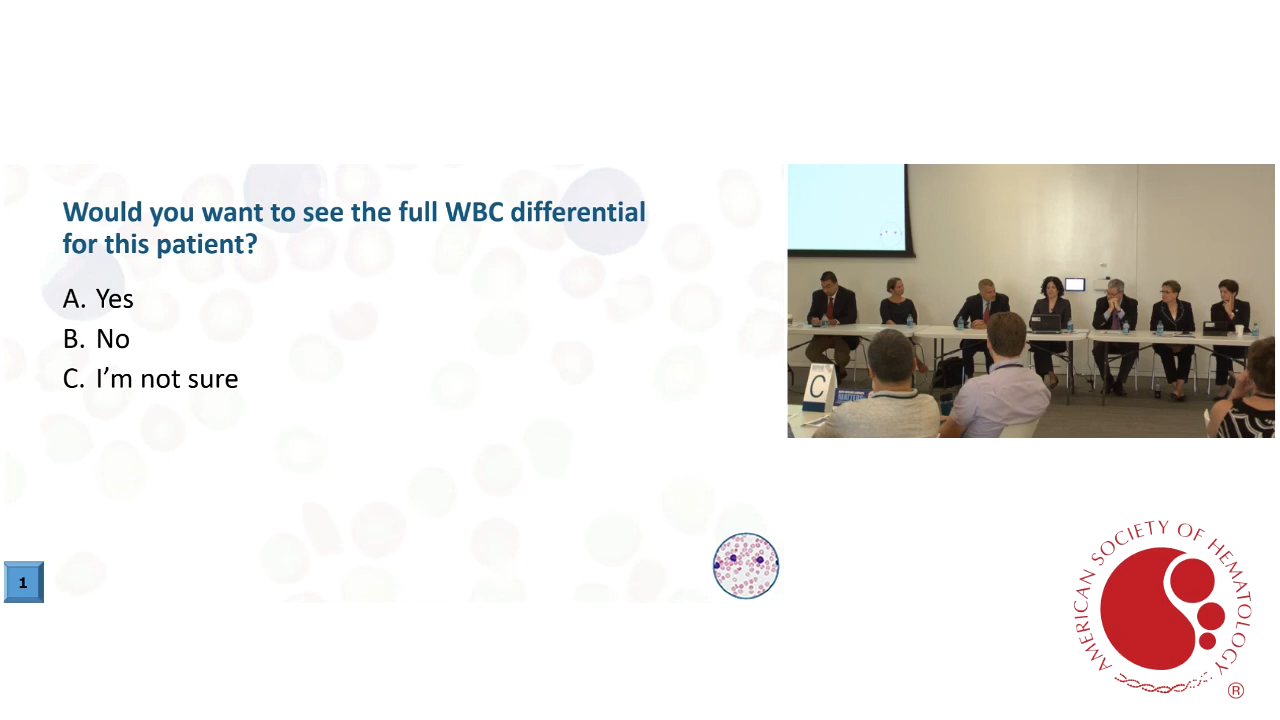 Would you want to see the full WBC differential
for this patient?
A. Yes
B. No
C. I'm not sure
1
C
AMERICAN SOCIETY OF HEMATOLOGY
®